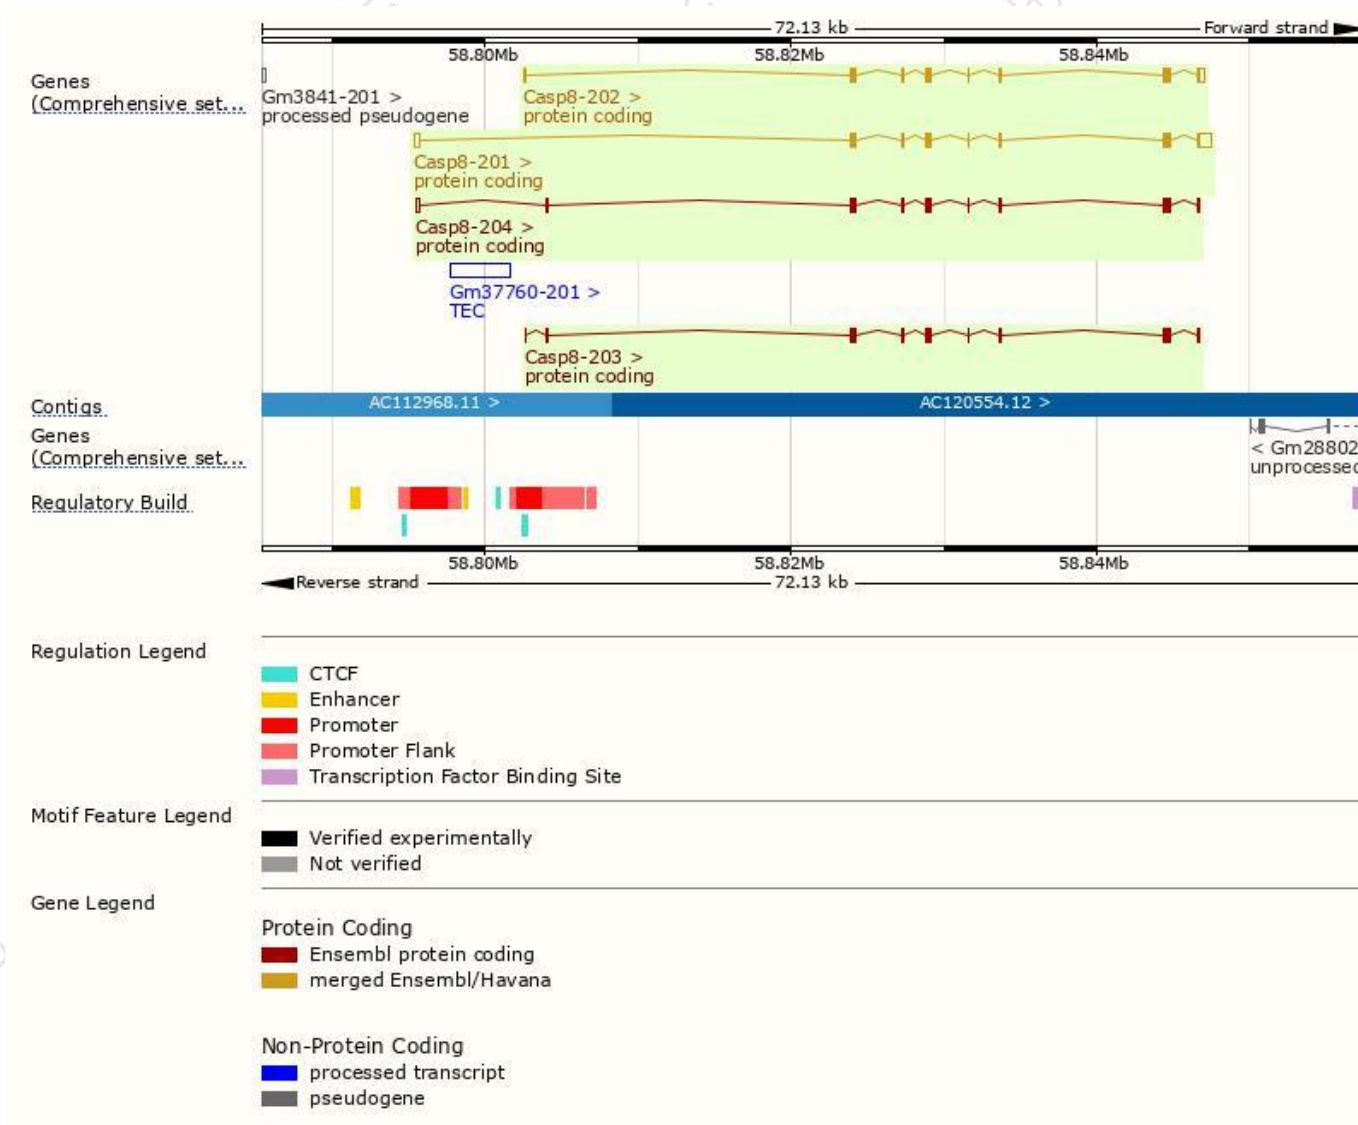 72.13 kb Forward strand
58.80Mb 58.82Mb 58.84Mb
Genes
(Comprehensive set...
Gm3841-201 >
processed pseudogene
Casp8-202 >
protein coding
Casp8-201 >
protein coding
Casp8-204 >
protein coding
Gm37760-201 >
TEC
Casp8-203 >
protein coding
Contigs
AC112968.11 > AC120554.12 >
Genes
(Comprehensive set...
< Gm28802
unprocessed
Regulatory Build
58.80Mb 58.82Mb 58.84Mb
Reverse strand 72.13 kb
Regulation Legend
CTCF
Enhancer
Promoter
Promoter Flank
Transcription Factor Binding Site
Motif Feature Legend
Verified experimentally
Not verified
Gene Legend
Protein Coding
Ensembl protein coding
merged Ensembl/Havana
Non-Protein Coding
processed transcript
pseudogene